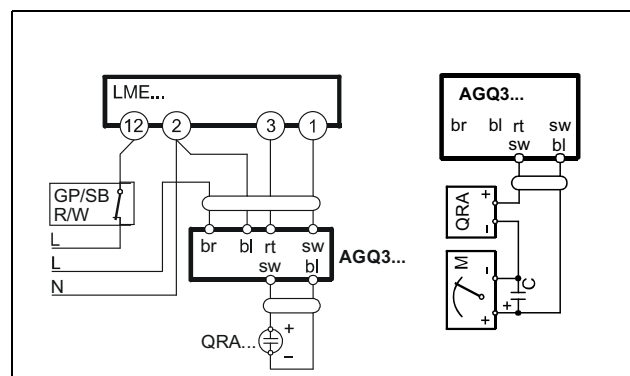 LME...
12 2 3 1
GP/SB
R/W
L
L
N
br bl rt sw
sw bl
AGQ3...
QRA...
+
–
AGQ3...
br bl rt sw
sw bl
QRA
+
-
M
-
+
+
C